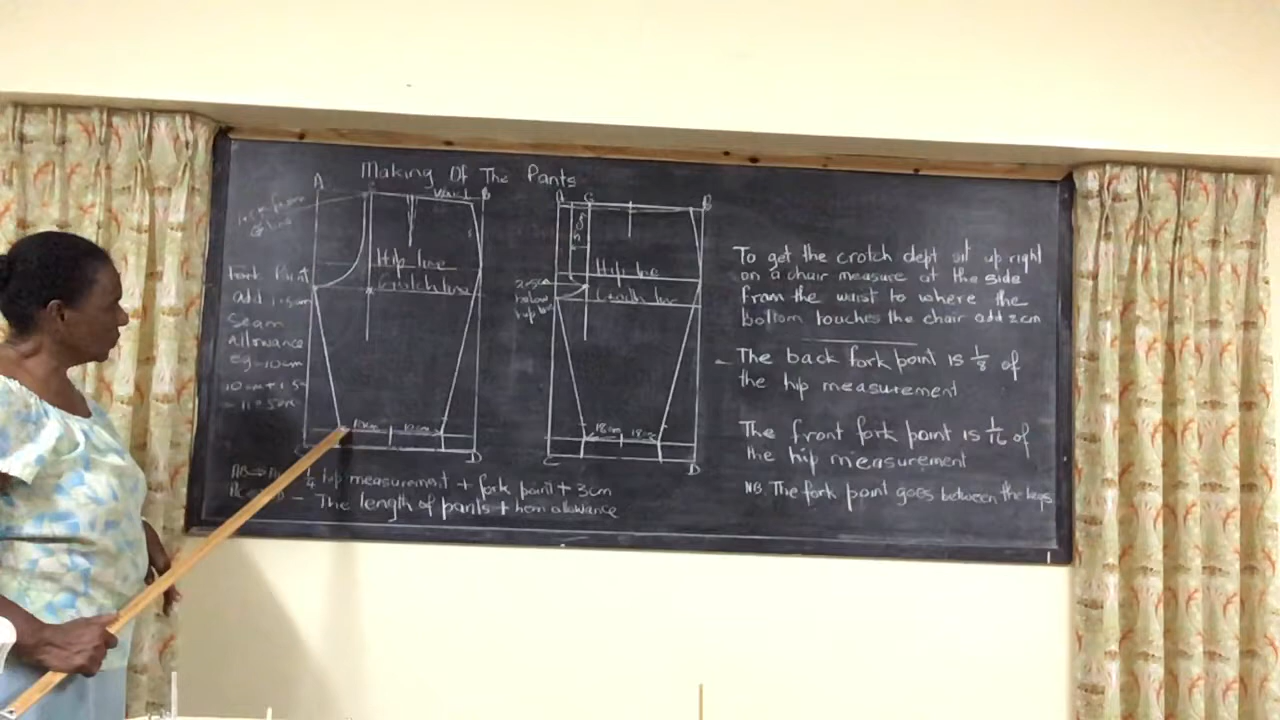 Making Of The Pants
A
B
Waist
Hip line
Crotch line
Fork Point
add 1.5cm
Seam
allowance
eg-10cm
10cm+1.5
10cm
D
1/4 hip measurement + fork point + 3cm
- The length of pants + hem allowance
A
G
B
Hip line
below
18cm 18cm
C
D
To get the crotch dept sit up right
on a chair measure at the side
from the waist to where the
bottom touches the chair add 2cm
- The back fork point is 1/8 of
the hip measurement
The front fork point is 1/16 of
the hip measurement
NB. The fork point goes between the legs